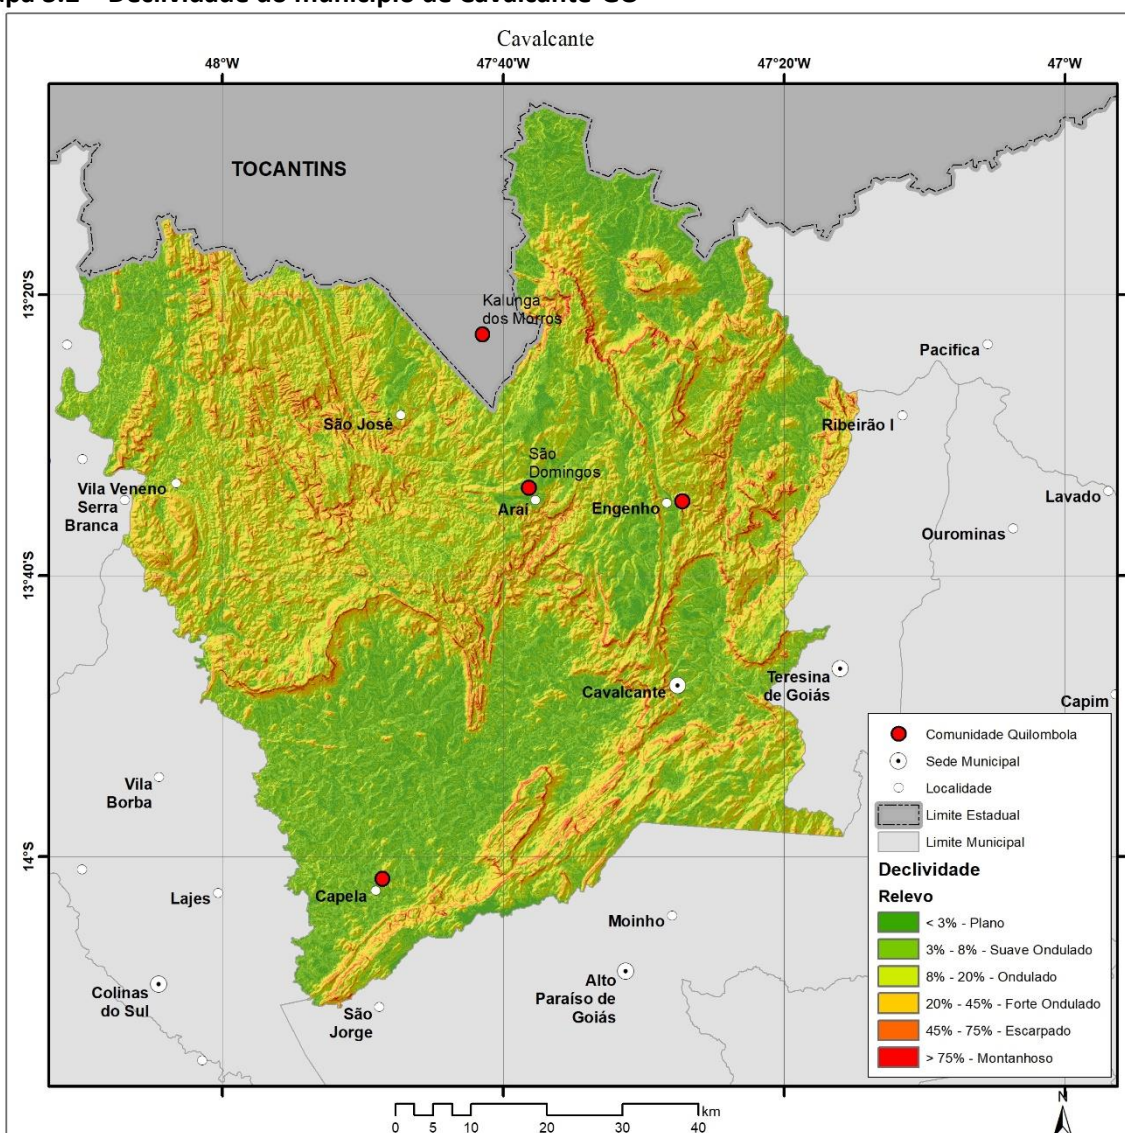 Declividade do município de Cavalcante-GO
Cavalcante
48°W
47°40'W
47°20'W
47°W
TOCANTINS
13°20'S
Kalunga
dos Morros
Pacifica
São José
Ribeirão I
São
Domingos
Vila Veneno
Serra
Branca
Araí
Engenho
Lavado
Ourominas
13°40'S
Cavalcante
Teresina
de Goiás
Capim
Vila
Borba
14°S
Capela
Lajes
Moinho
Colinas
do Sul
Alto
Paraíso de
Goiás
São
Jorge
Comunidade Quilombola
Sede Municipal
Localidade
Limite Estadual
Limite Municipal
Declividade
Relevo
< 3% - Plano
3% - 8% - Suave Ondulado
8% - 20% - Ondulado
20% - 45% - Forte Ondulado
45% - 75% - Escarpado
> 75% - Montanhoso
N
km
0 5 10 20 30 40